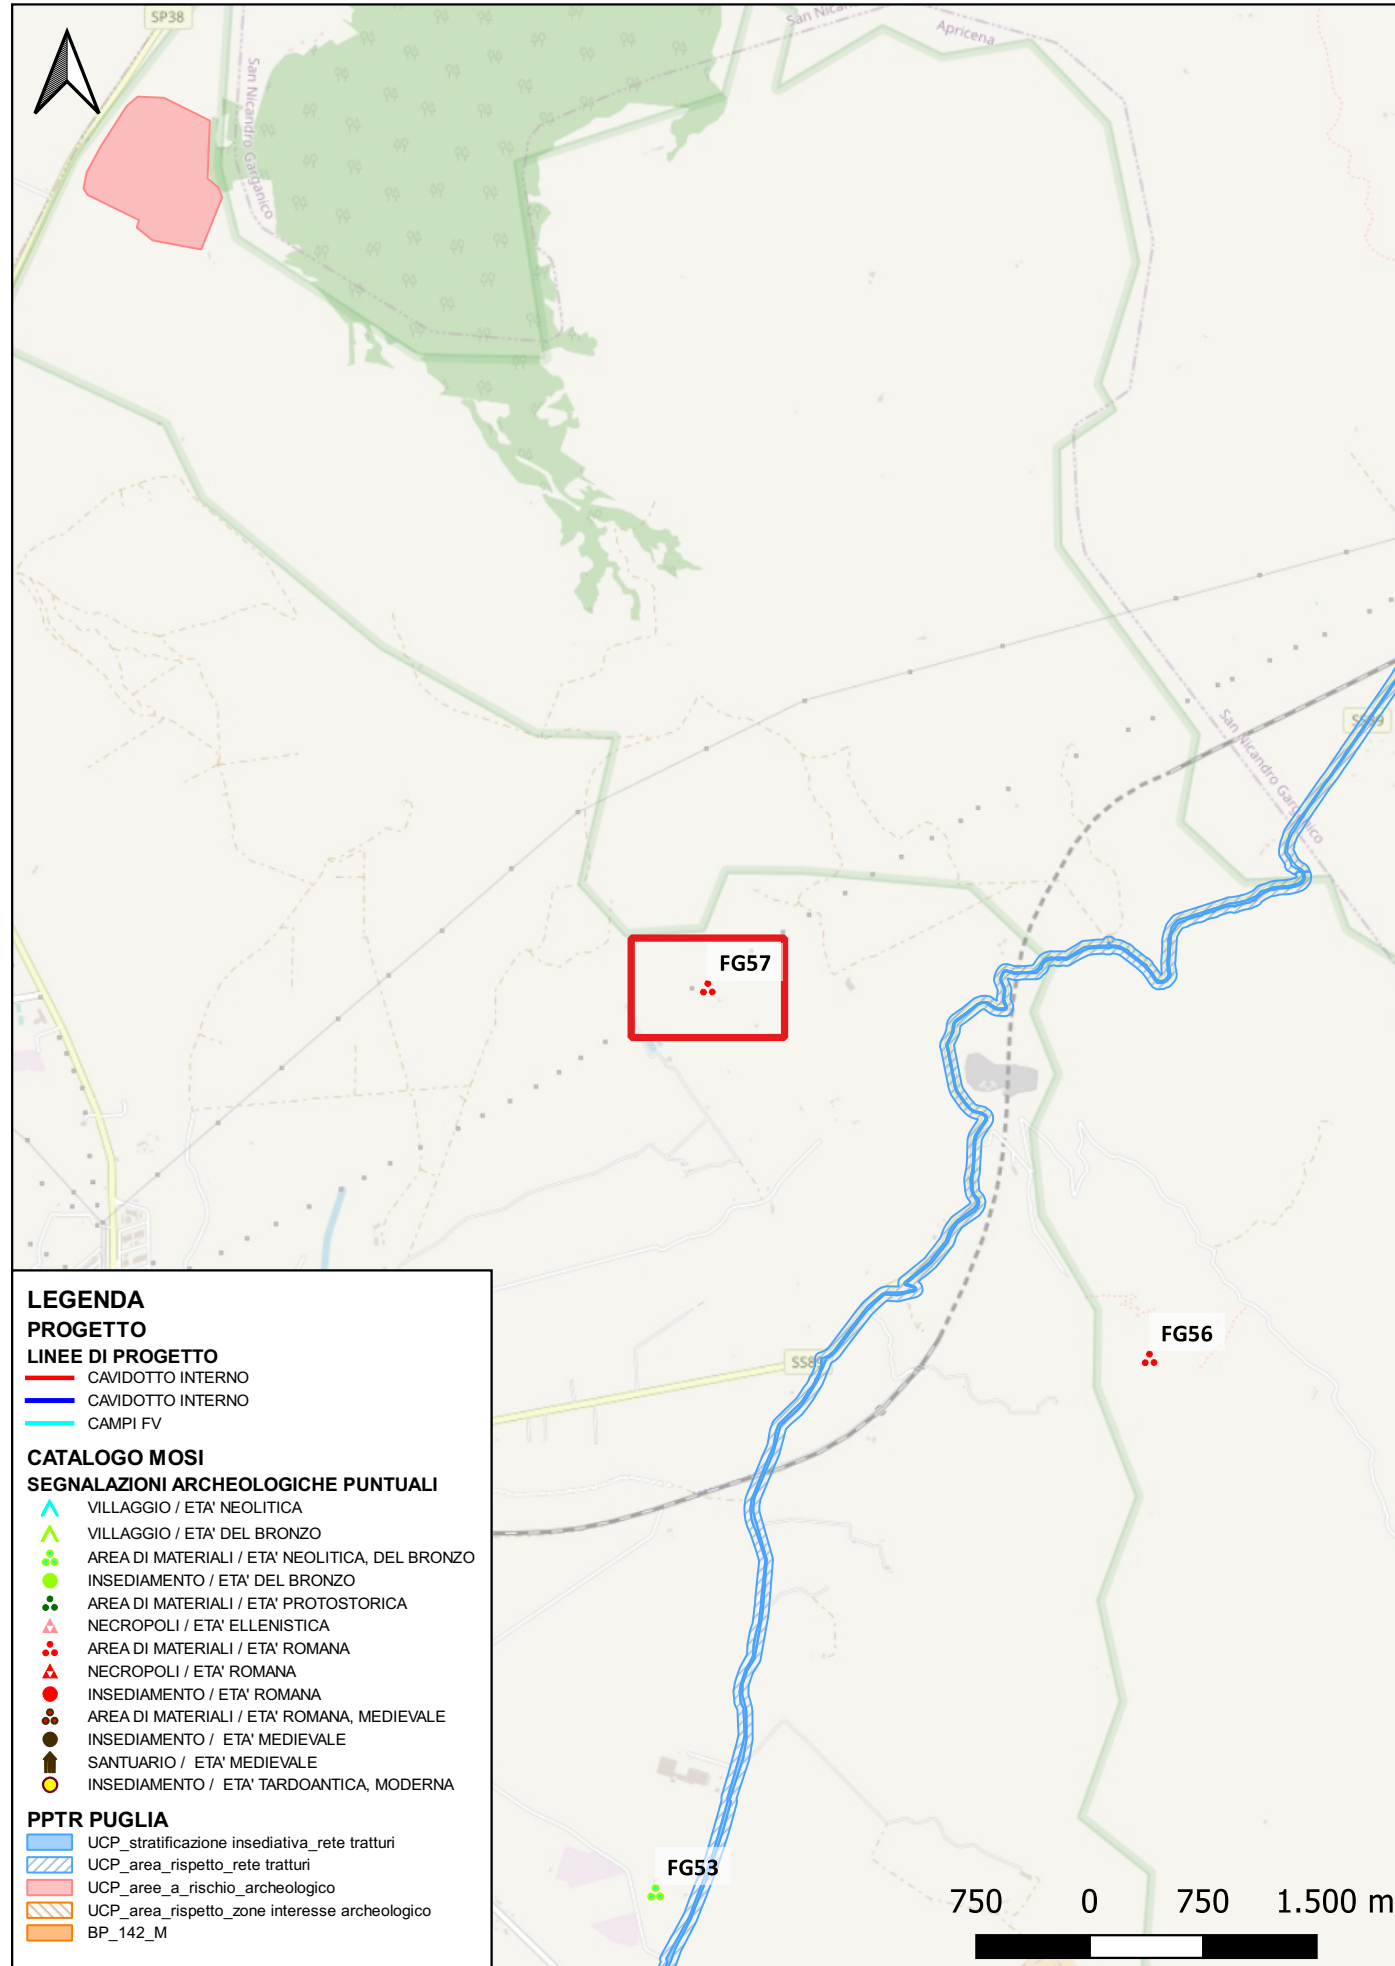 SP38
San Nican
Apricena
San Nicandro Garganico
SS89
San Nicandro Garganico
FG57
FG56
SS89
FG53
LEGENDA
PROGETTO
LINEE DI PROGETTO
CAVIDOTTO INTERNO
CAVIDOTTO INTERNO
CAMPI FV
CATALOGO MOSI
SEGNALAZIONI ARCHEOLOGICHE PUNTUALI
VILLAGGIO / ETA' NEOLITICA
VILLAGGIO / ETA' DEL BRONZO
AREA DI MATERIALI / ETA' NEOLITICA, DEL BRONZO
INSEDIAMENTO / ETA' DEL BRONZO
AREA DI MATERIALI / ETA' PROTOSTORICA
NECROPOLI / ETA' ELLENISTICA
AREA DI MATERIALI / ETA' ROMANA
NECROPOLI / ETA' ROMANA
INSEDIAMENTO / ETA' ROMANA
AREA DI MATERIALI / ETA' ROMANA, MEDIEVALE
INSEDIAMENTO / ETA' MEDIEVALE
SANTUARIO / ETA' MEDIEVALE
INSEDIAMENTO / ETA' TARDOANTICA, MODERNA
PPTR PUGLIA
UCP_stratificazione insediativa_rete tratturi
UCP_area_rispetto_rete tratturi
UCP_aree_a_rischio_archeologico
UCP_area_rispetto_zone interesse archeologico
BP_142_M
750 0 750 1.500 m